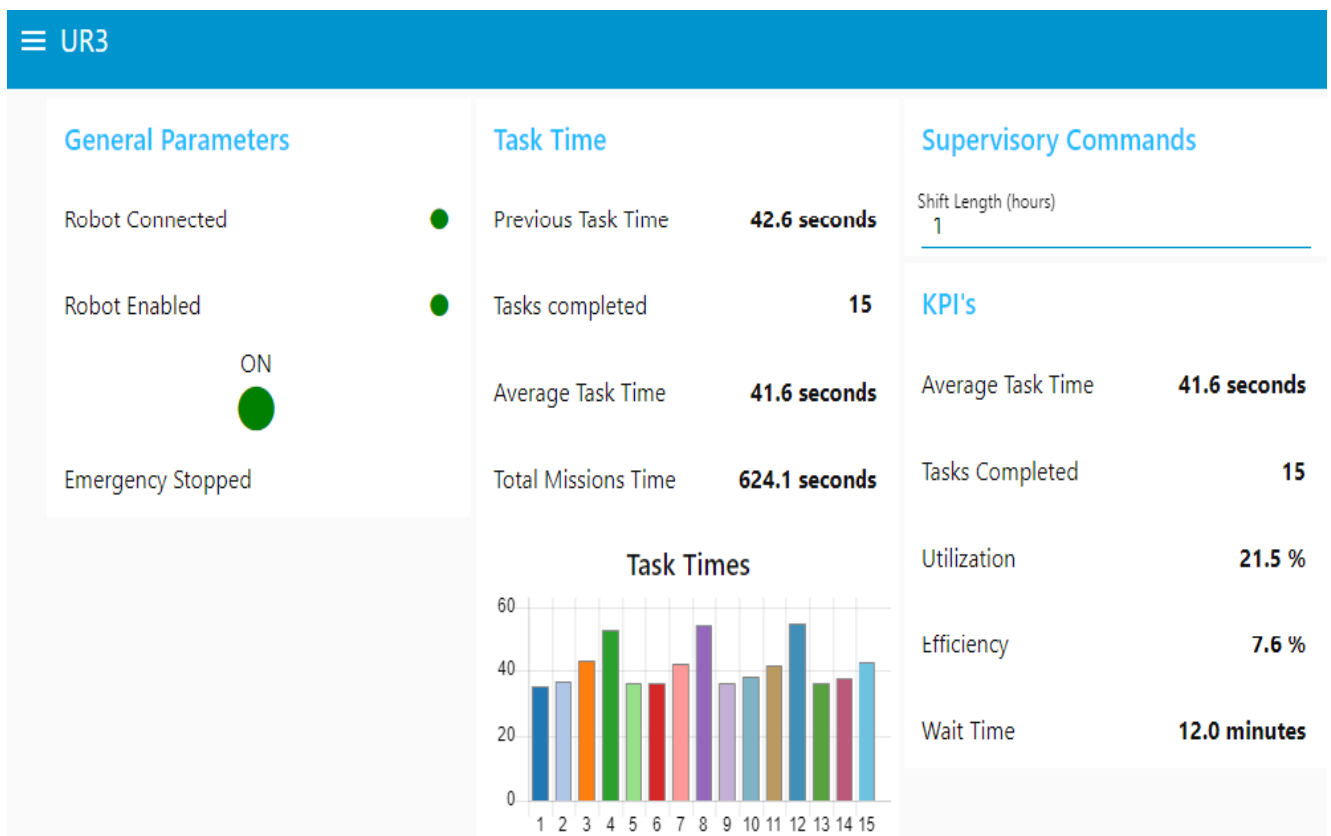 UR3
General Parameters
Robot Connected
Robot Enabled
ON
Emergency Stopped
Task Time
Previous Task Time 42.6 seconds
Tasks completed 15
Average Task Time 41.6 seconds
Total Missions Time 624.1 seconds
Task Times
60
40
20
0
1 2 3 4 5 6 7 8 9 10 11 12 13 14 15
Supervisory Commands
Shift Length (hours)
1
KPI's
Average Task Time 41.6 seconds
Tasks Completed 15
Utilization 21.5 %
Efficiency 7.6 %
Wait Time 12.0 minutes